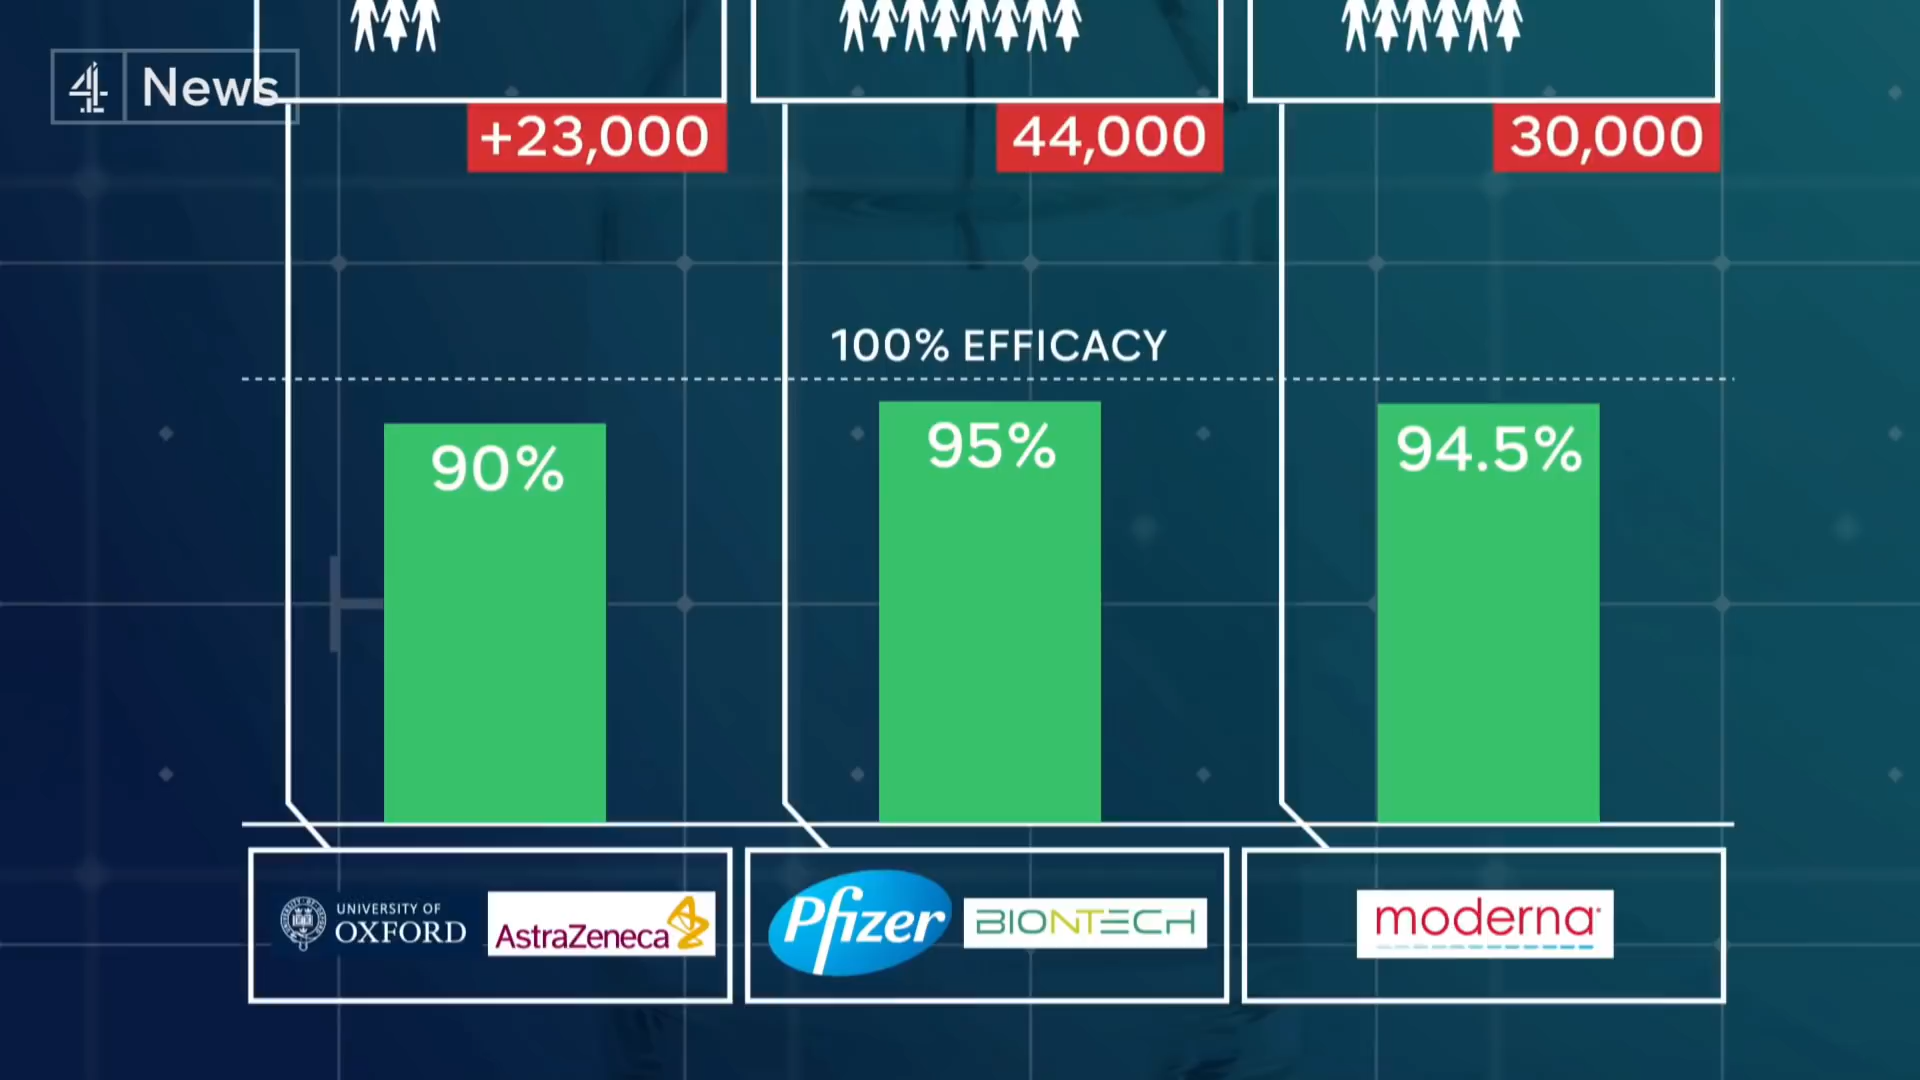 4 News
+23,000
44,000
30,000
100% EFFICACY
90%
95%
94.5%
UNIVERSITY OF
OXFORD
AstraZeneca
Pfizer
BIONTECH
moderna